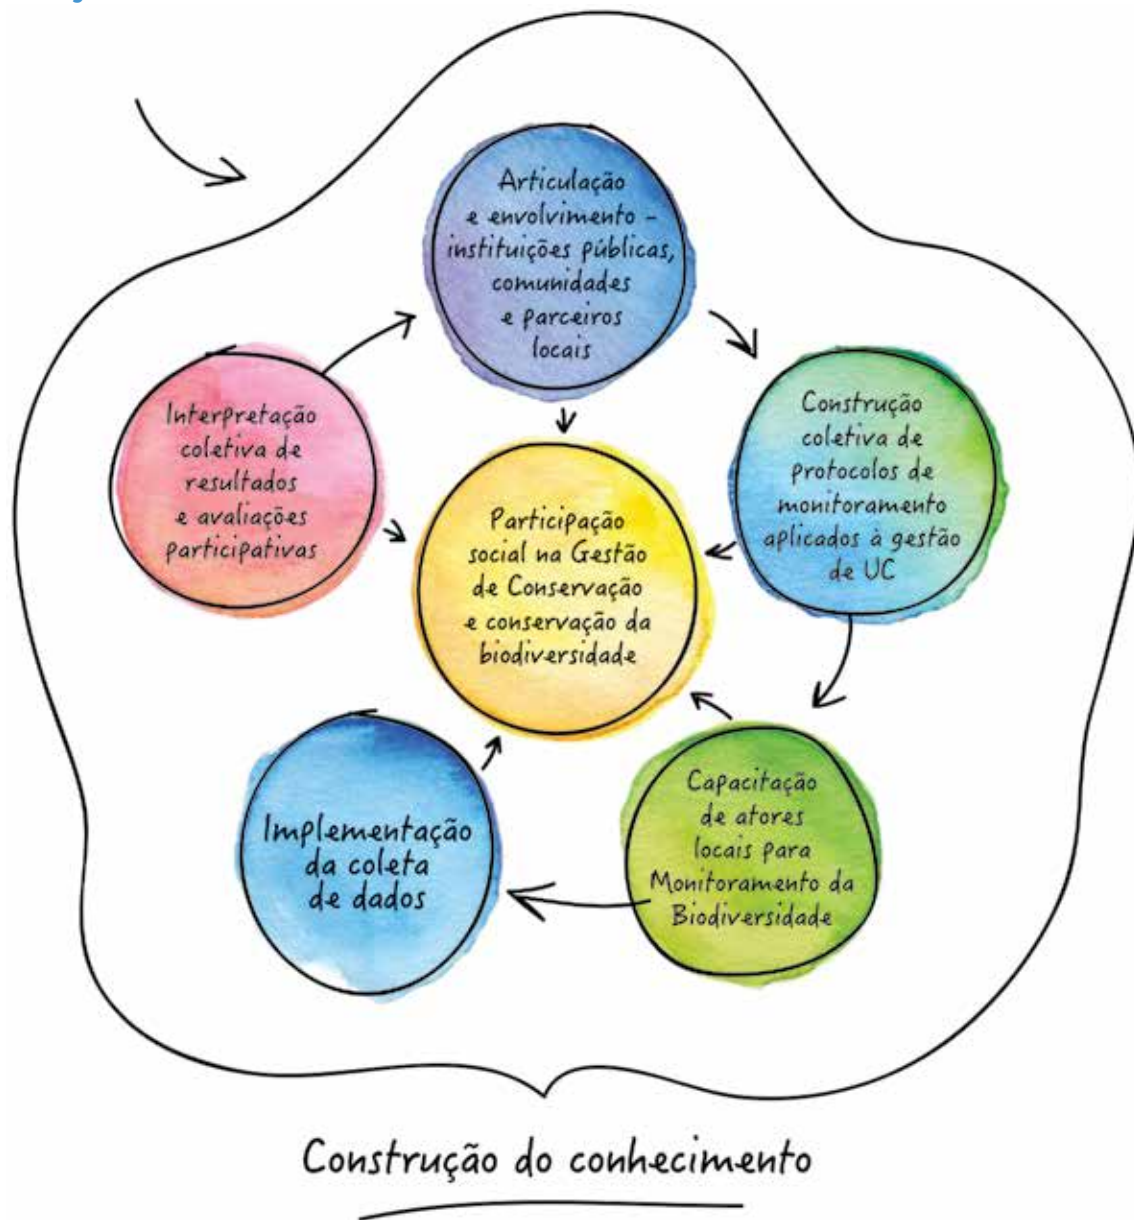 Articulação
e envolvimento -
instituições públicas,
comunidades
e parceiros
locais
Construção
coletiva de
protocolos de
monitoramento
aplicados à gestão
de UC
Capacitação
de atores
locais para
Monitoramento da
Biodiversidade
Implementação
da coleta
de dados
Interpretação
coletiva de
resultados
e avaliações
participativas
Participação
social na Gestão
de Conservação
e conservação da
biodiversidade
Construção do conhecimento